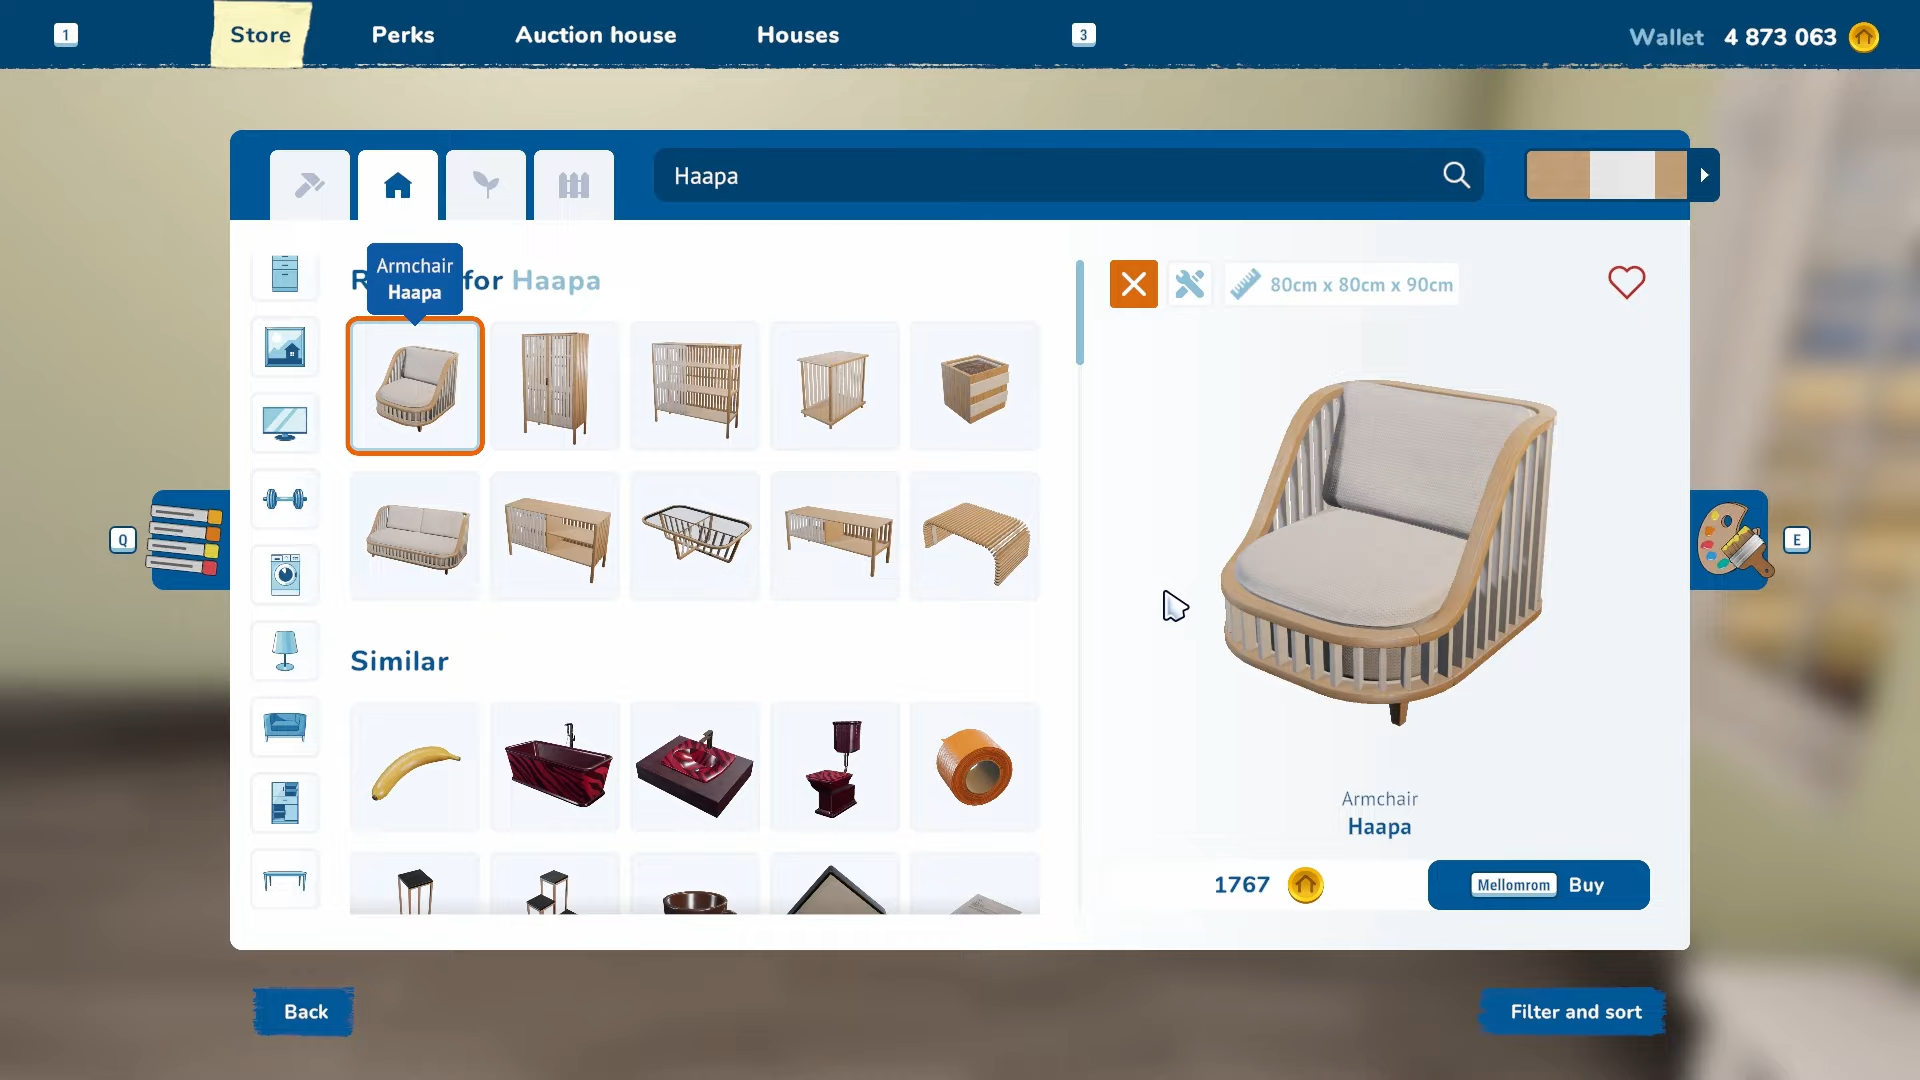 1
Store
Perks
Auction house
Houses
3
Wallet 4 873 063
Haapa
Armchair
Haapa
for Haapa
80cm x 80cm x 90cm
Q
E
Similar
Armchair
Haapa
1767
Mellomrom Buy
Back
Filter and sort